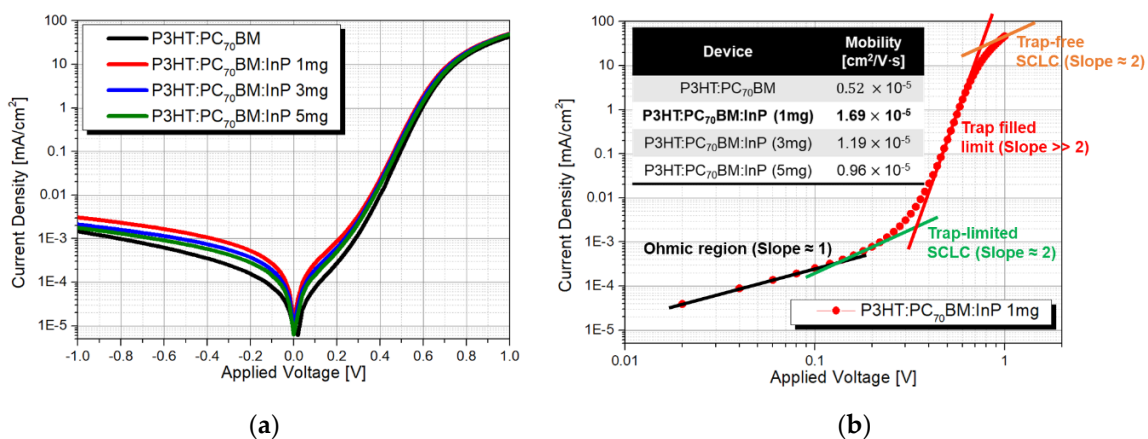 100
10
1
0.1
0.01
1E-3
1E-4
1E-5
Current Density [mA/cm²]
P3HT:PC₇₀BM
P3HT:PC₇₀BM:InP 1mg
P3HT:PC₇₀BM:InP 3mg
P3HT:PC₇₀BM:InP 5mg
-1.0 -0.8 -0.6 -0.4 -0.2 0.0 0.2 0.4 0.6 0.8 1.0
Applied Voltage [V]
(a)
100
10
1
0.1
0.01
1E-3
1E-4
1E-5
Current Density [mA/cm²]
Device Mobility
[cm²/V·s]
P3HT:PC₇₀BM 0.52 × 10⁻⁵
P3HT:PC₇₀BM:InP (1mg) 1.69 × 10⁻⁵
P3HT:PC₇₀BM:InP (3mg) 1.19 × 10⁻⁵
P3HT:PC₇₀BM:InP (5mg) 0.96 × 10⁻⁵
Trap-free
SCLC (Slope ≈ 2)
Trap filled
limit (Slope >> 2)
Trap-limited
SCLC (Slope ≈ 2)
Ohmic region (Slope ≈ 1)
P3HT:PC₇₀BM:InP 1mg
0.01 0.1 1
Applied Voltage [V]
(b)